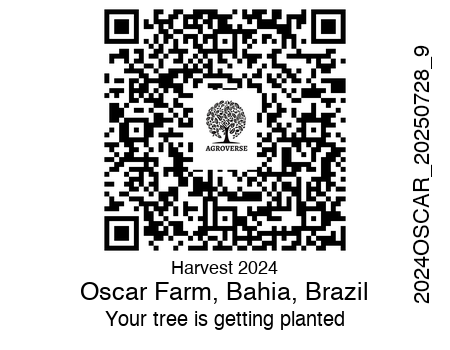 AGROVERSE
Harvest 2024
Oscar Farm, Bahia, Brazil
Your tree is getting planted
2024OSCAR_20250728_9